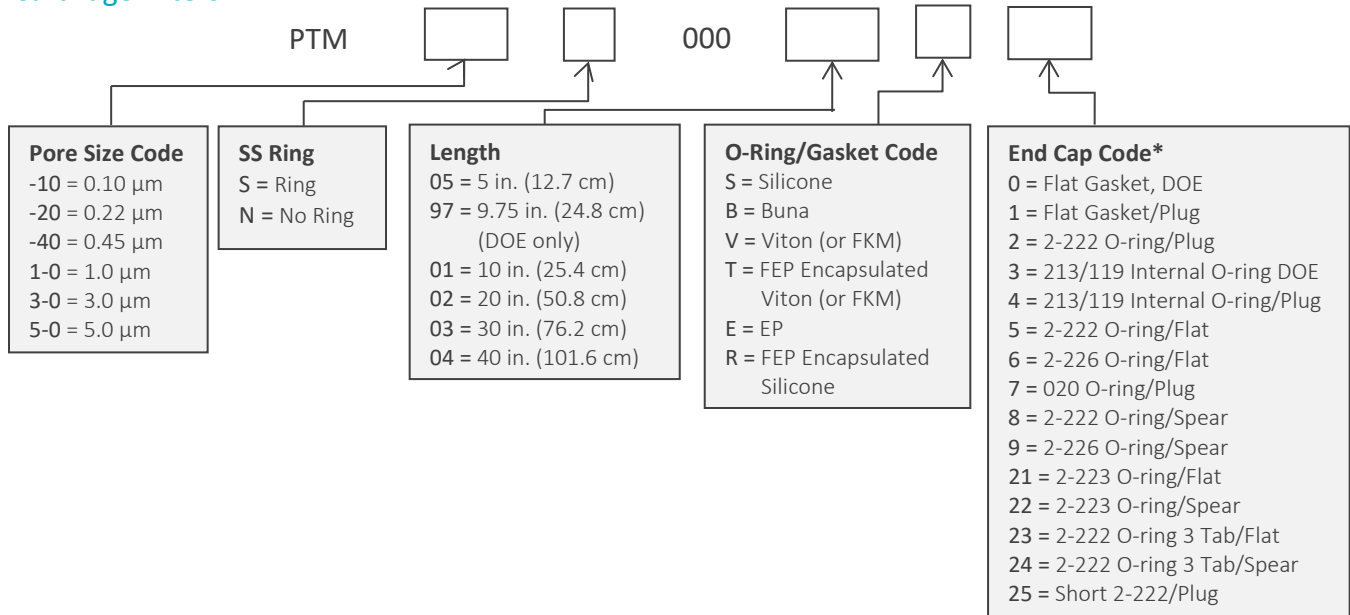 PTM 000
Pore Size Code
-10 = 0.10 µm
-20 = 0.22 µm
-40 = 0.45 µm
1-0 = 1.0 µm
3-0 = 3.0 µm
5-0 = 5.0 µm
SS Ring
S = Ring
N = No Ring
Length
05 = 5 in. (12.7 cm)
97 = 9.75 in. (24.8 cm)
(DOE only)
01 = 10 in. (25.4 cm)
02 = 20 in. (50.8 cm)
03 = 30 in. (76.2 cm)
04 = 40 in. (101.6 cm)
O-Ring/Gasket Code
S = Silicone
B = Buna
V = Viton (or FKM)
T = FEP Encapsulated
Viton (or FKM)
E = EP
R = FEP Encapsulated
Silicone
End Cap Code*
0 = Flat Gasket, DOE
1 = Flat Gasket/Plug
2 = 2-222 O-ring/Plug
3 = 213/119 Internal O-ring DOE
4 = 213/119 Internal O-ring/Plug
5 = 2-222 O-ring/Flat
6 = 2-226 O-ring/Flat
7 = 020 O-ring/Plug
8 = 2-222 O-ring/Spear
9 = 2-226 O-ring/Spear
21 = 2-223 O-ring/Flat
22 = 2-223 O-ring/Spear
23 = 2-222 O-ring 3 Tab/Flat
24 = 2-222 O-ring 3 Tab/Spear
25 = Short 2-222/Plug